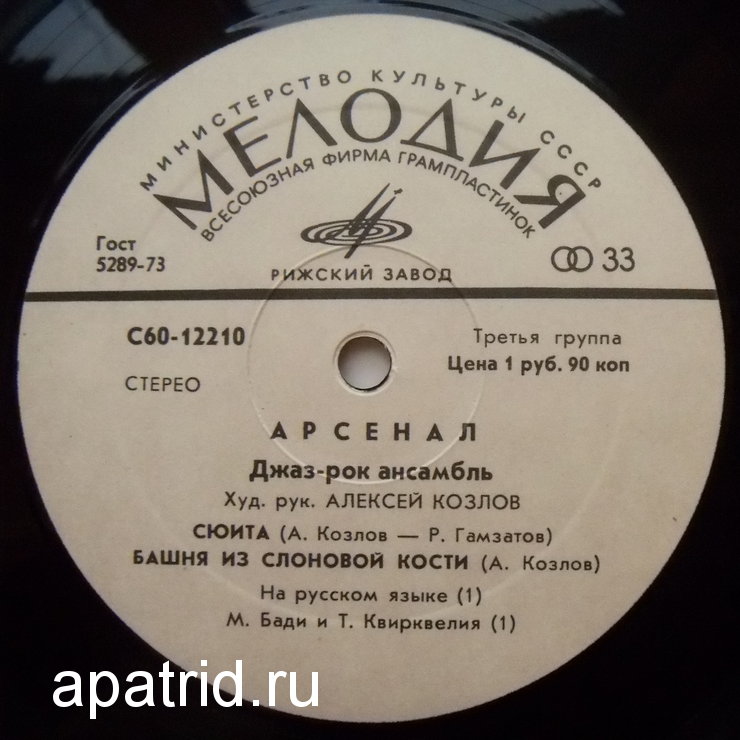 МИНИСТЕРСТВО КУЛЬТУРЫ СССР
МЕЛОДИЯ
ВСЕСОЮЗНАЯ ФИРМА ГРАМПЛАСТИНОК
Гост
5289-73
РИЖСКИЙ ЗАВОД
33
С60-12210
СТЕРЕО
Третья группа
Цена 1 руб. 90 коп
АРСЕНАЛ
Джаз-рок ансамбль
Худ. рук. АЛЕКСЕЙ КОЗЛОВ
СЮИТА (А. Козлов — Р. Гамзатов)
БАШНЯ ИЗ СЛОНОВОЙ КОСТИ (А. Козлов)
На русском языке (1)
М. Бади и Т. Квирквелия (1)
apatrid.ru